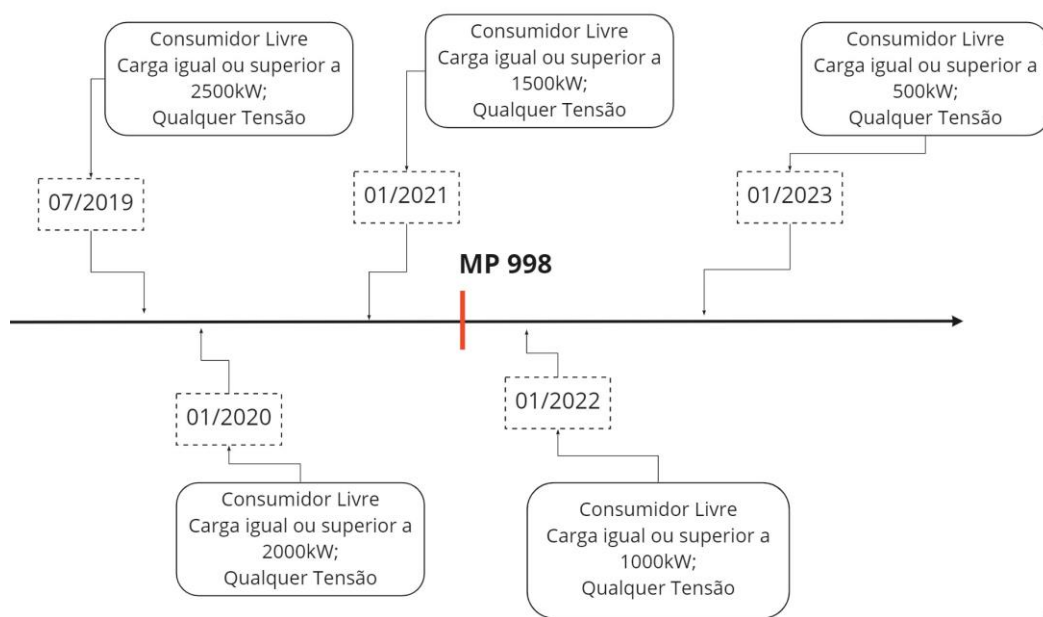 Consumidor Livre
Carga igual ou superior a
2500kW;
Qualquer Tensão
Consumidor Livre
Carga igual ou superior a
1500kW;
Qualquer Tensão
Consumidor Livre
Carga igual ou superior a
500kW;
Qualquer Tensão
07/2019
01/2021
01/2023
MP 998
01/2020
01/2022
Consumidor Livre
Carga igual ou superior a
2000kW;
Qualquer Tensão
Consumidor Livre
Carga igual ou superior a
1000kW;
Qualquer Tensão